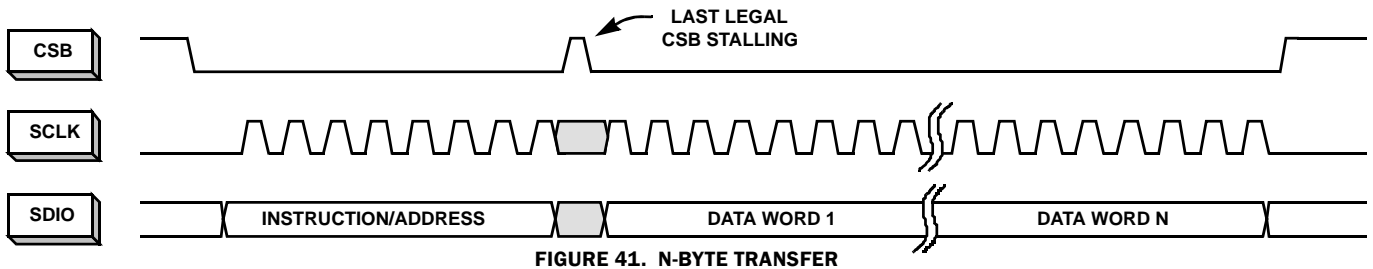 LAST LEGAL
CSB STALLING
CSB
SCLK
SDIO
INSTRUCTION/ADDRESS
DATA WORD 1
DATA WORD N
FIGURE 41. N-BYTE TRANSFER